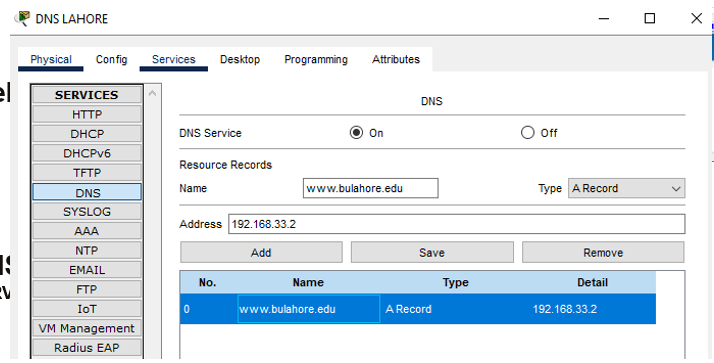 DNS LAHORE
Physical Config Services Desktop Programming Attributes
SERVICES
HTTP
DHCP
DHCPv6
TFTP
DNS
SYSLOG
AAA
NTP
EMAIL
FTP
IoT
VM Management
Radius EAP
DNS
DNS Service On Off
Resource Records
Name www.bulahore.edu Type A Record
Address 192.168.33.2
Add Save Remove
No. Name Type Detail
0 www.bulahore.edu A Record 192.168.33.2